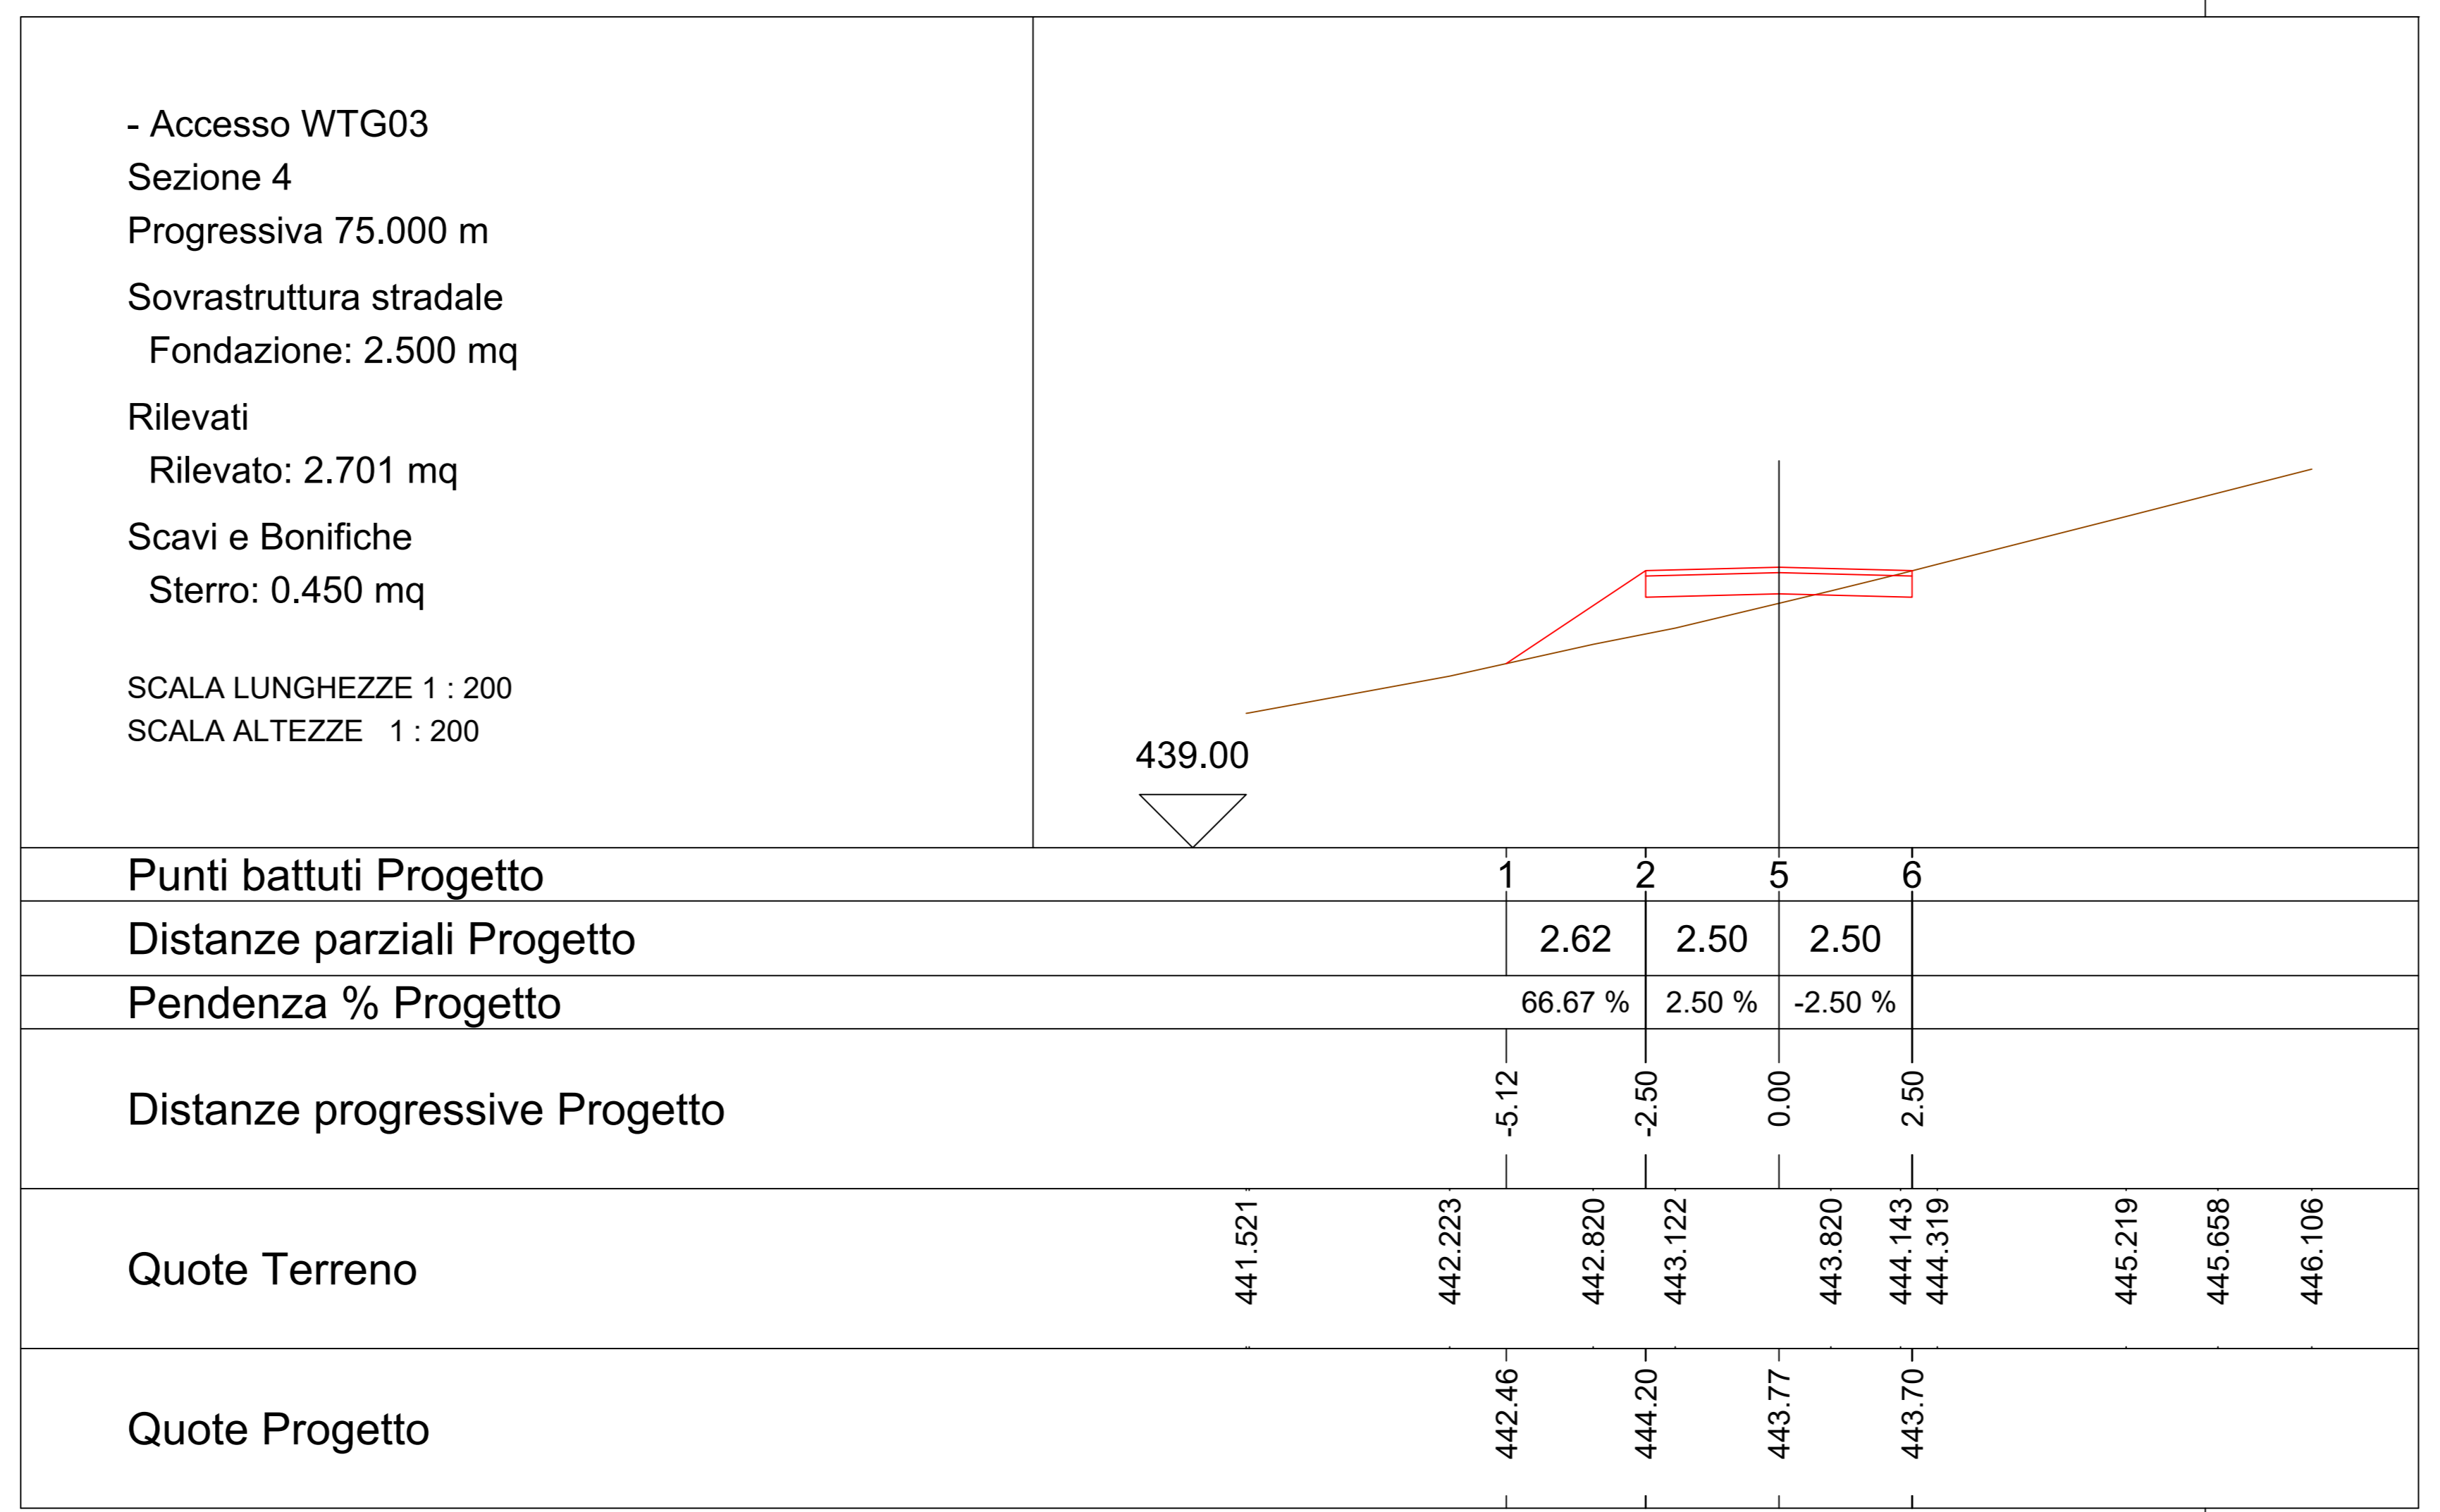 - Accesso WTG03
Sezione 4
Progressiva 75.000 m
Sovrastruttura stradale
Fondazione: 2.500 mq
Rilevati
Rilevato: 2.701 mq
Scavi e Bonifiche
Sterro: 0.450 mq
SCALA LUNGHEZZE 1 : 200
SCALA ALTEZZE 1 : 200
439.00
Punti battuti Progetto 1 2 5 6
Distanze parziali Progetto 2.62 2.50 2.50
Pendenza % Progetto 66.67 % 2.50 % -2.50 %
Distanze progressive Progetto -5.12 -2.50 0.00 2.50
Quote Terreno 441.521 442.223 442.820 443.122 443.820 444.143 444.319 445.219 445.658 446.106
Quote Progetto 442.46 444.20 443.77 443.70